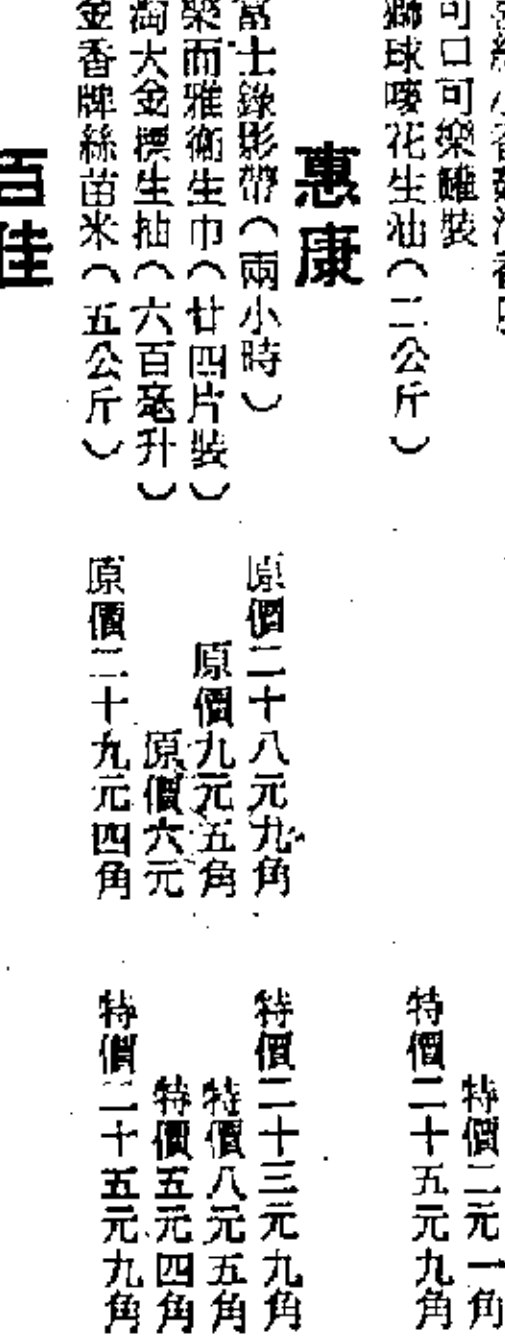 可口可樂罐裝 特價二元一角
獅球嘜花生油（二公斤） 特價二十五元九角
惠康
富士錄影帶（兩小時） 原價二十八元九角 特價二十三元九角
樂而雅衞生巾（廿四片裝） 原價九元五角 特價八元五角
淘大金標生抽（六百毫升） 原價六元 特價五元四角
金香牌絲苗米（五公斤） 原價二十九元四角 特價二十五元九角
百佳